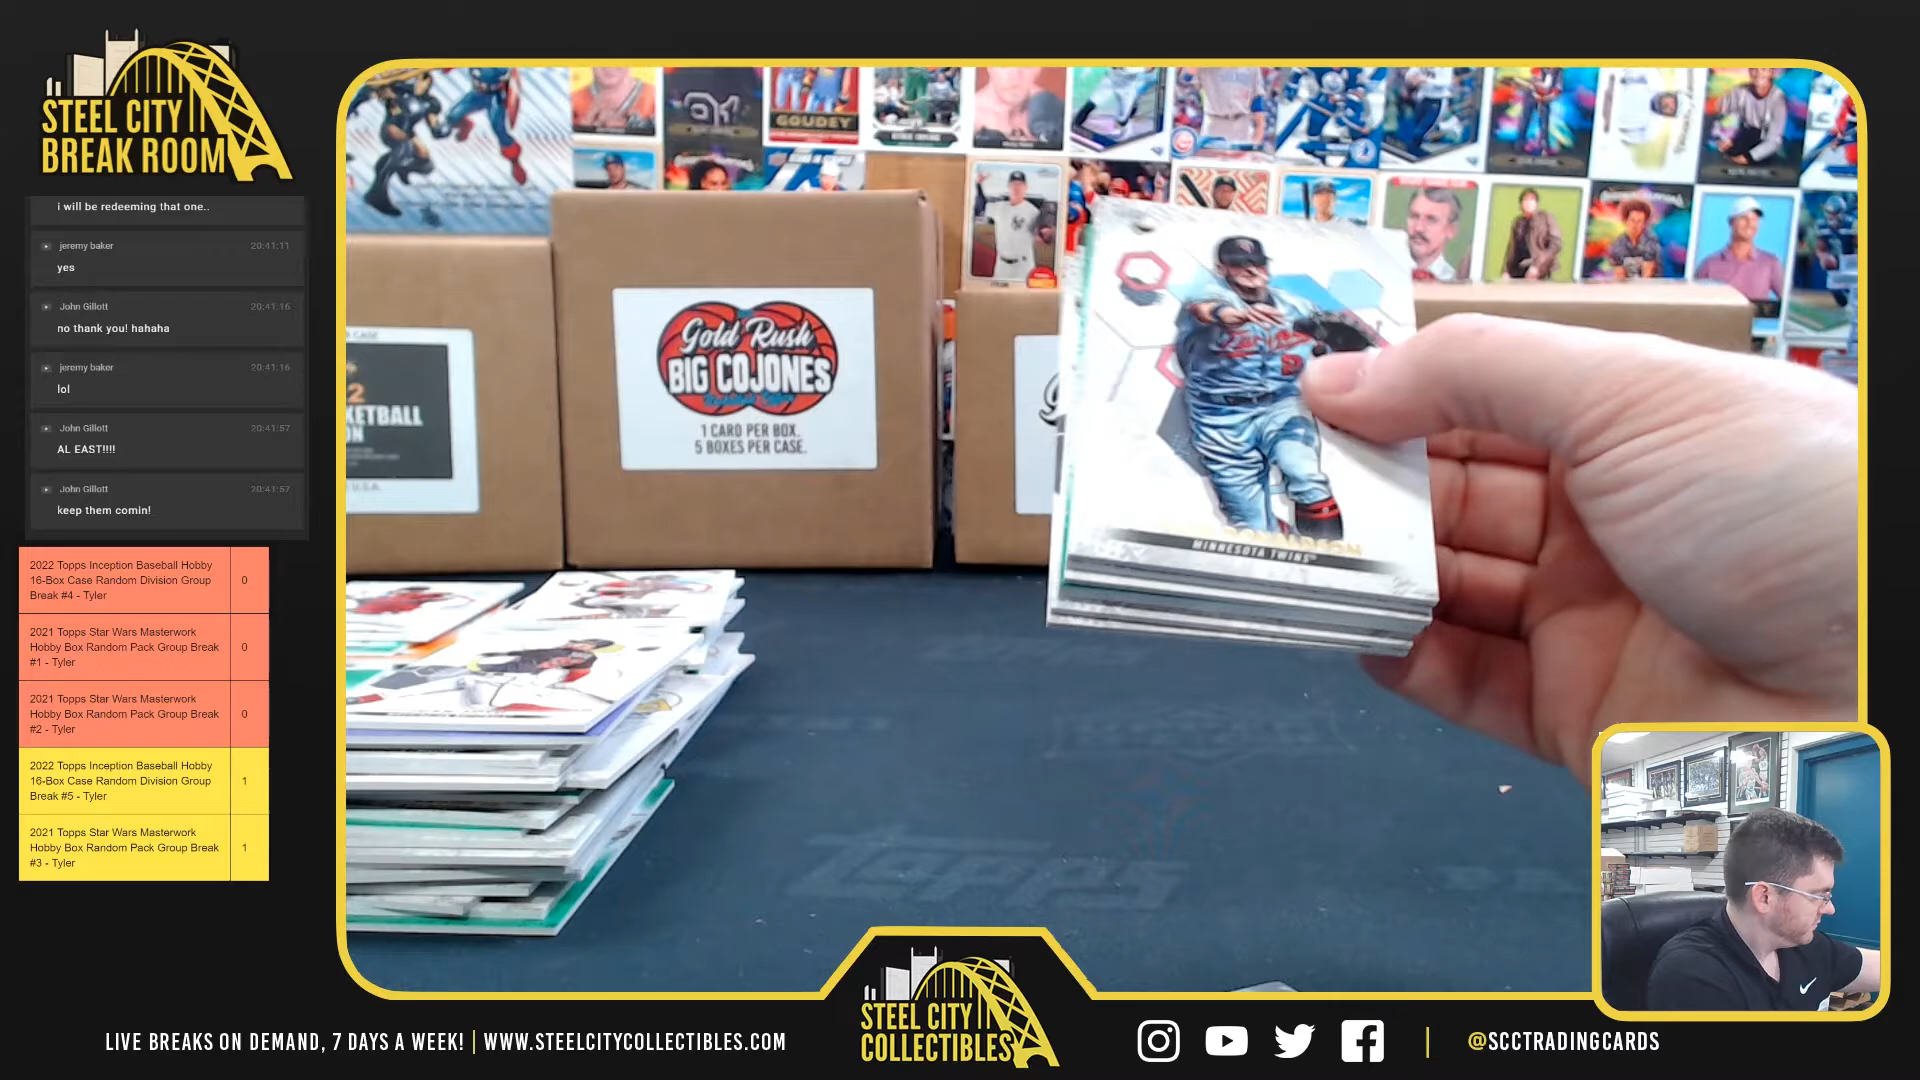 STEEL CITY
BREAK ROOM
i will be redeeming that one..
jeremy baker 20:41:11
yes
John Gillott 20:41:16
no thank you! hahaha
jeremy baker 20:41:16
lol
John Gillott 20:41:57
AL EAST!!!!
John Gillott 20:41:57
keep them comin!
2022 Topps Inception Baseball Hobby
16-Box Case Random Division Group
Break #4 - Tyler
0
2021 Topps Star Wars Masterwork
Hobby Box Random Pack Group Break
#1 - Tyler
0
2021 Topps Star Wars Masterwork
Hobby Box Random Pack Group Break
#2 - Tyler
0
2022 Topps Inception Baseball Hobby
16-Box Case Random Division Group
Break #5 - Tyler
1
2021 Topps Star Wars Masterwork
Hobby Box Random Pack Group Break
#3 - Tyler
1
GOUDEY
CASE
2
KETBALL
ON
U.S.A.
Gold Rush
BIG COJONES
1 CARD PER BOX.
5 BOXES PER CASE.
MINNESOTA TWINS
TOPPS
STEEL CITY
COLLECTIBLES
LIVE BREAKS ON DEMAND, 7 DAYS A WEEK! | WWW.STEELCITYCOLLECTIBLES.COM
| @SCCTRADINGCARDS